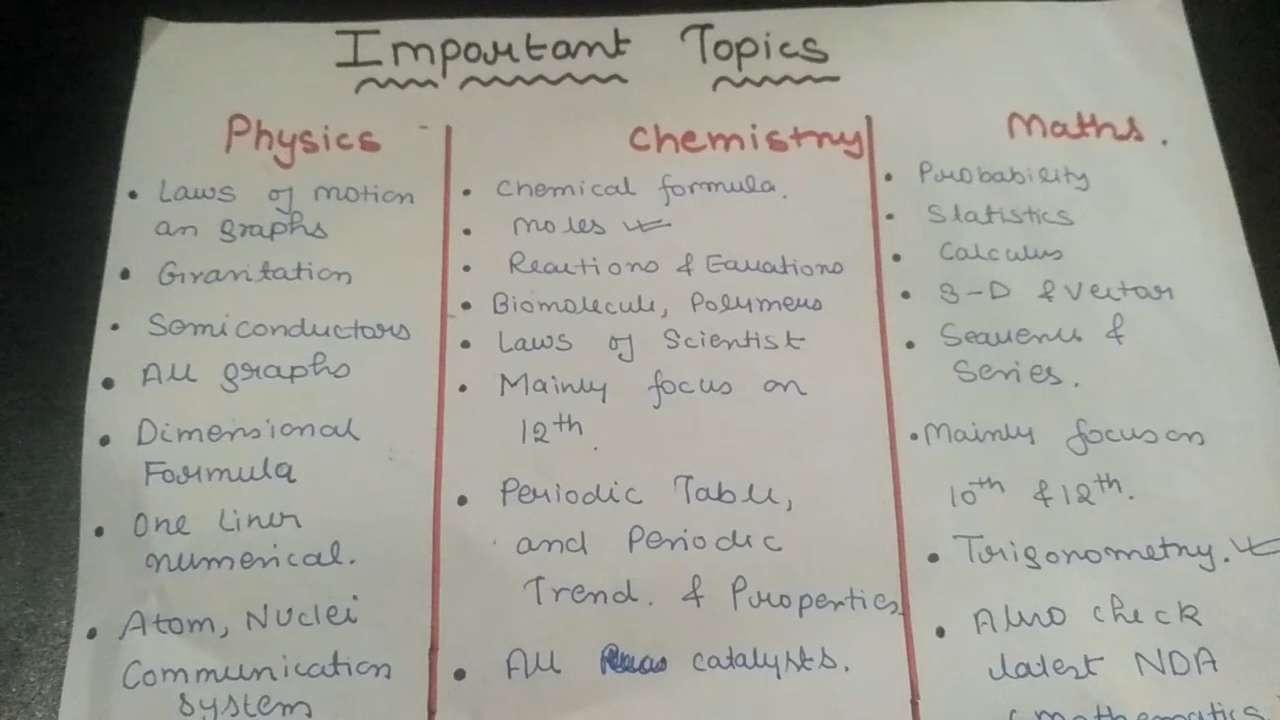 Important Topics
Physics
• Laws of motion
an graphs
• Gravitation
• Semiconductors
• All graphs
• Dimensional
Formula
• One Liner
numerical.
• Atom, Nuclei
Communication
System
Chemistry
• Chemical formula.
• Moles
• Reactions & Equations
• Biomolecule, Polymers
• Laws of Scientist
• Mainly focus on
12th.
• Periodic Table,
and Periodic
Trend. & Properties
• All catalysts.
Maths.
• Probability
• Statistics
• Calculus
• 3-D & Vector
• Sequence &
Series.
• Mainly focus on
10th & 12th.
• Trigonometry.
• Also check
latest NDA
mathematics